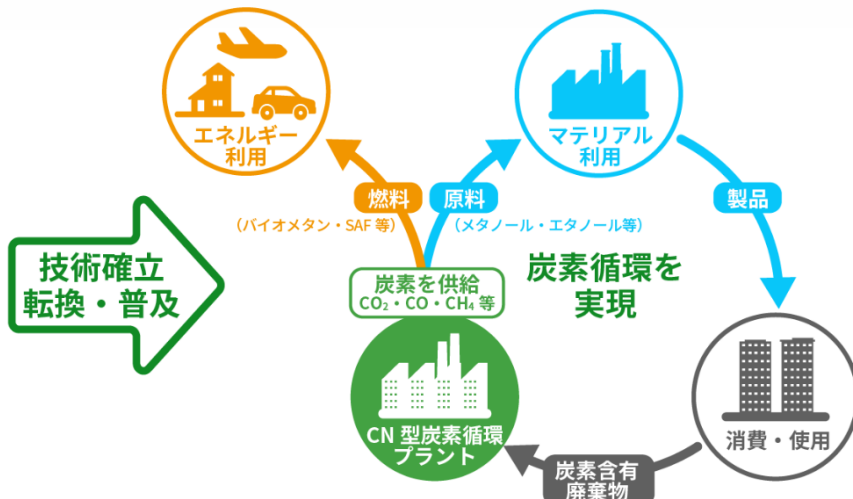 エネルギー
利用
マテリアル
利用
燃料
原料
製品
（バイオメタン・SAF 等）
（メタノール・エタノール等）
技術確立
転換・普及
炭素を供給
CO₂・CO・CH₄ 等
炭素循環を
実現
CN 型炭素循環
プラント
消費・使用
炭素含有
廃棄物